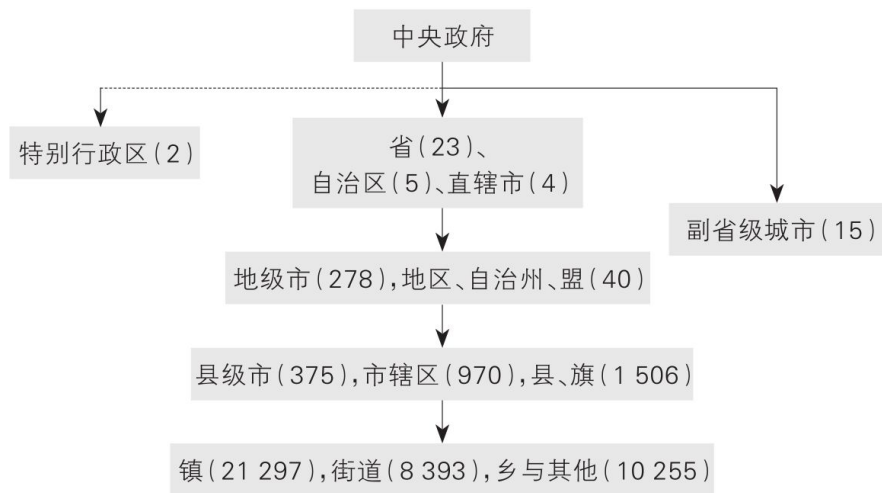 中央政府
特别行政区(2)
省(23)、
自治区(5)、直辖市(4)
副省级城市(15)
地级市(278),地区、自治州、盟(40)
县级市(375),市辖区(970),县、旗(1 506)
镇(21 297),街道(8 393),乡与其他(10 255)